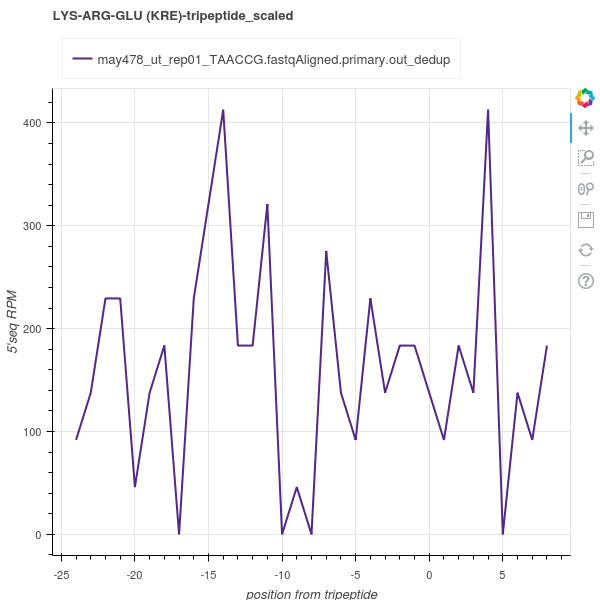 LYS-ARG-GLU (KRE)-tripeptide_scaled
may478_ut_rep01_TAACCG.fastqAligned.primary.out_dedup
400
300
200
100
0
5'seq RPM
-25 -20 -15 -10 -5 0 5
position from tripeptide